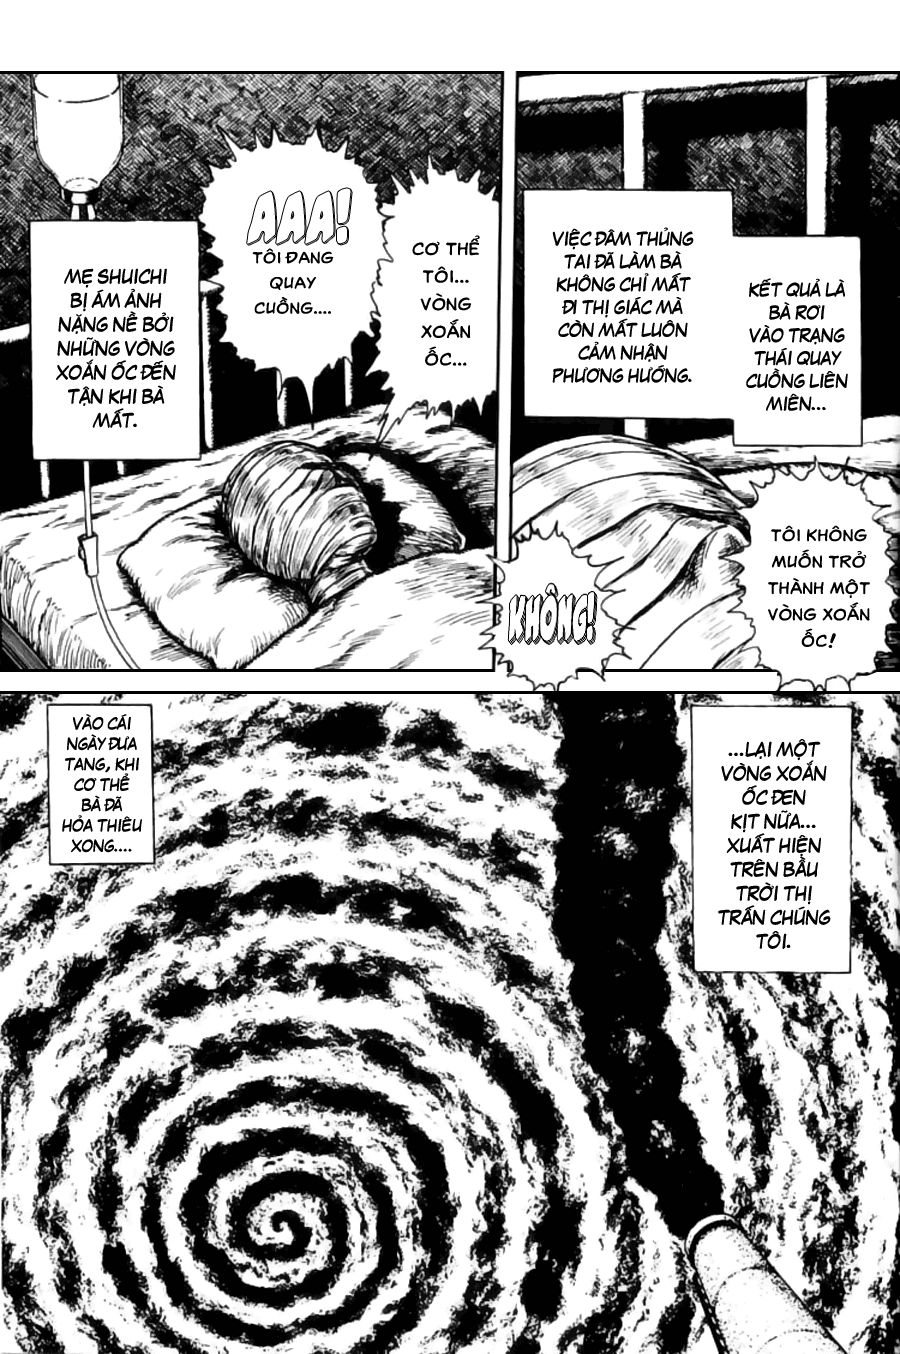 VIỆC ĐÂM THỦNG
TAI ĐÃ LÀM BÀ
KHÔNG CHỈ MẤT
ĐI THỊ GIÁC MÀ
CÒN MẤT LUÔN
CẢM NHẬN
PHƯƠNG HƯỚNG.
KẾT QUẢ LÀ
BÀ RƠI
VÀO TRẠNG
THÁI QUAY
CUỒNG LIÊN
MIÊN...
TÔI KHÔNG
MUỐN TRỞ
THÀNH MỘT
VÒNG XOẮN
ỐC!
KHÔNG!
MẸ SHUICHI
BỊ ÁM ẢNH
NẶNG NỀ BỞI
NHỮNG VÒNG
XOẮN ỐC ĐẾN
TẬN KHI BÀ
MẤT.
AAA!
TÔI ĐANG
QUAY
CUỒNG....
CƠ THỂ
TÔI...
VÒNG
XOẮN
ỐC...
VÀO CÁI
NGÀY ĐƯA
TANG, KHI
CƠ THỂ
BÀ ĐÃ
HỎA THIÊU
XONG....
...LẠI MỘT
VÒNG XOẮN
ỐC ĐEN
KỊT NỮA...
XUẤT HIỆN
TRÊN BẦU
TRỜI THỊ
TRẤN CHÚNG
TÔI.